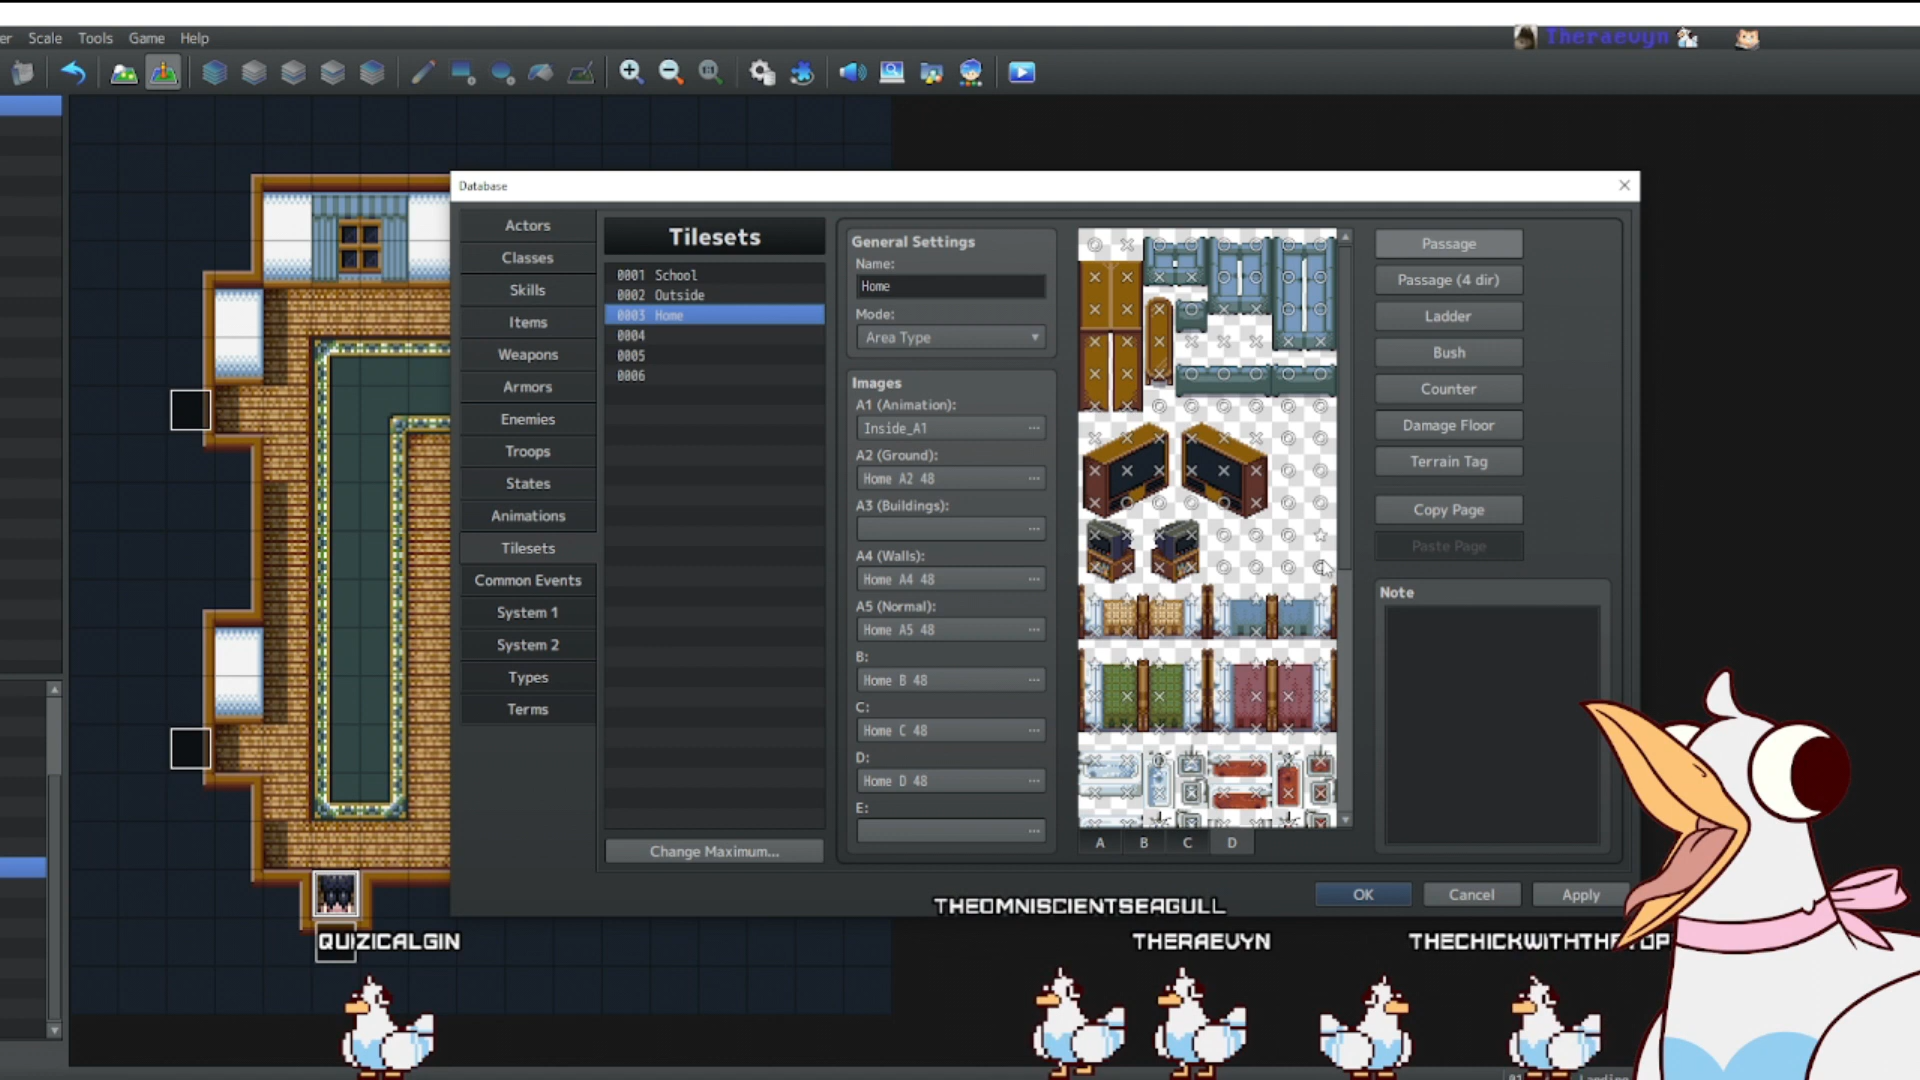 er Scale Tools Game Help
Theraevyn
Database
Actors
Classes
Skills
Items
Weapons
Armors
Enemies
Troops
States
Animations
Tilesets
Common Events
System 1
System 2
Types
Terms
Tilesets
0001 School
0002 Outside
0003 Home
0004
0005
0006
Change Maximum...
General Settings
Name:
Home
Mode:
Area Type
Images
A1 (Animation):
Inside_A1
A2 (Ground):
Home A2 48
A3 (Buildings):
A4 (Walls):
Home A4 48
A5 (Normal):
Home A5 48
B:
Home B 48
C:
Home C 48
D:
Home D 48
E:
A B C D
Passage
Passage (4 dir)
Ladder
Bush
Counter
Damage Floor
Terrain Tag
Copy Page
Paste Page
Note
OK Cancel Apply
THEOMNISCIENTSEAGULL
QUIZICALGIN
THERAEVYN
THECHICKWITHTHETOP